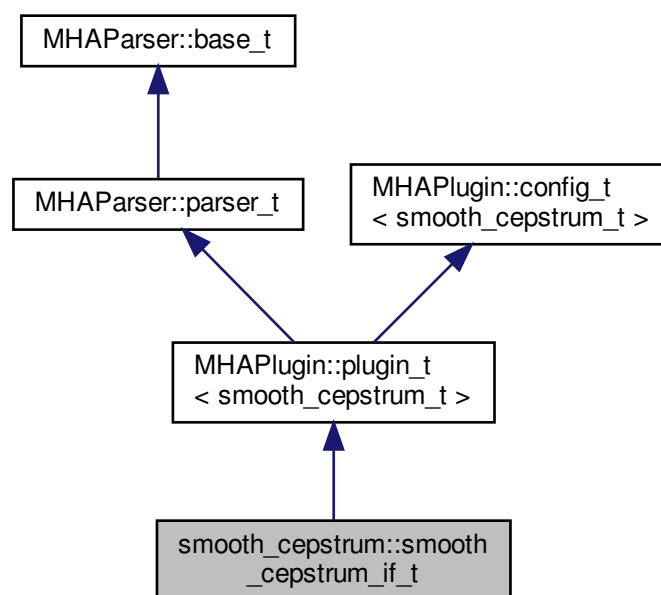 MHAParser::base_t
MHAParser::parser_t
MHAPlugin::config_t
< smooth_cepstrum_t >
MHAPlugin::plugin_t
< smooth_cepstrum_t >
smooth_cepstrum::smooth
_cepstrum_if_t